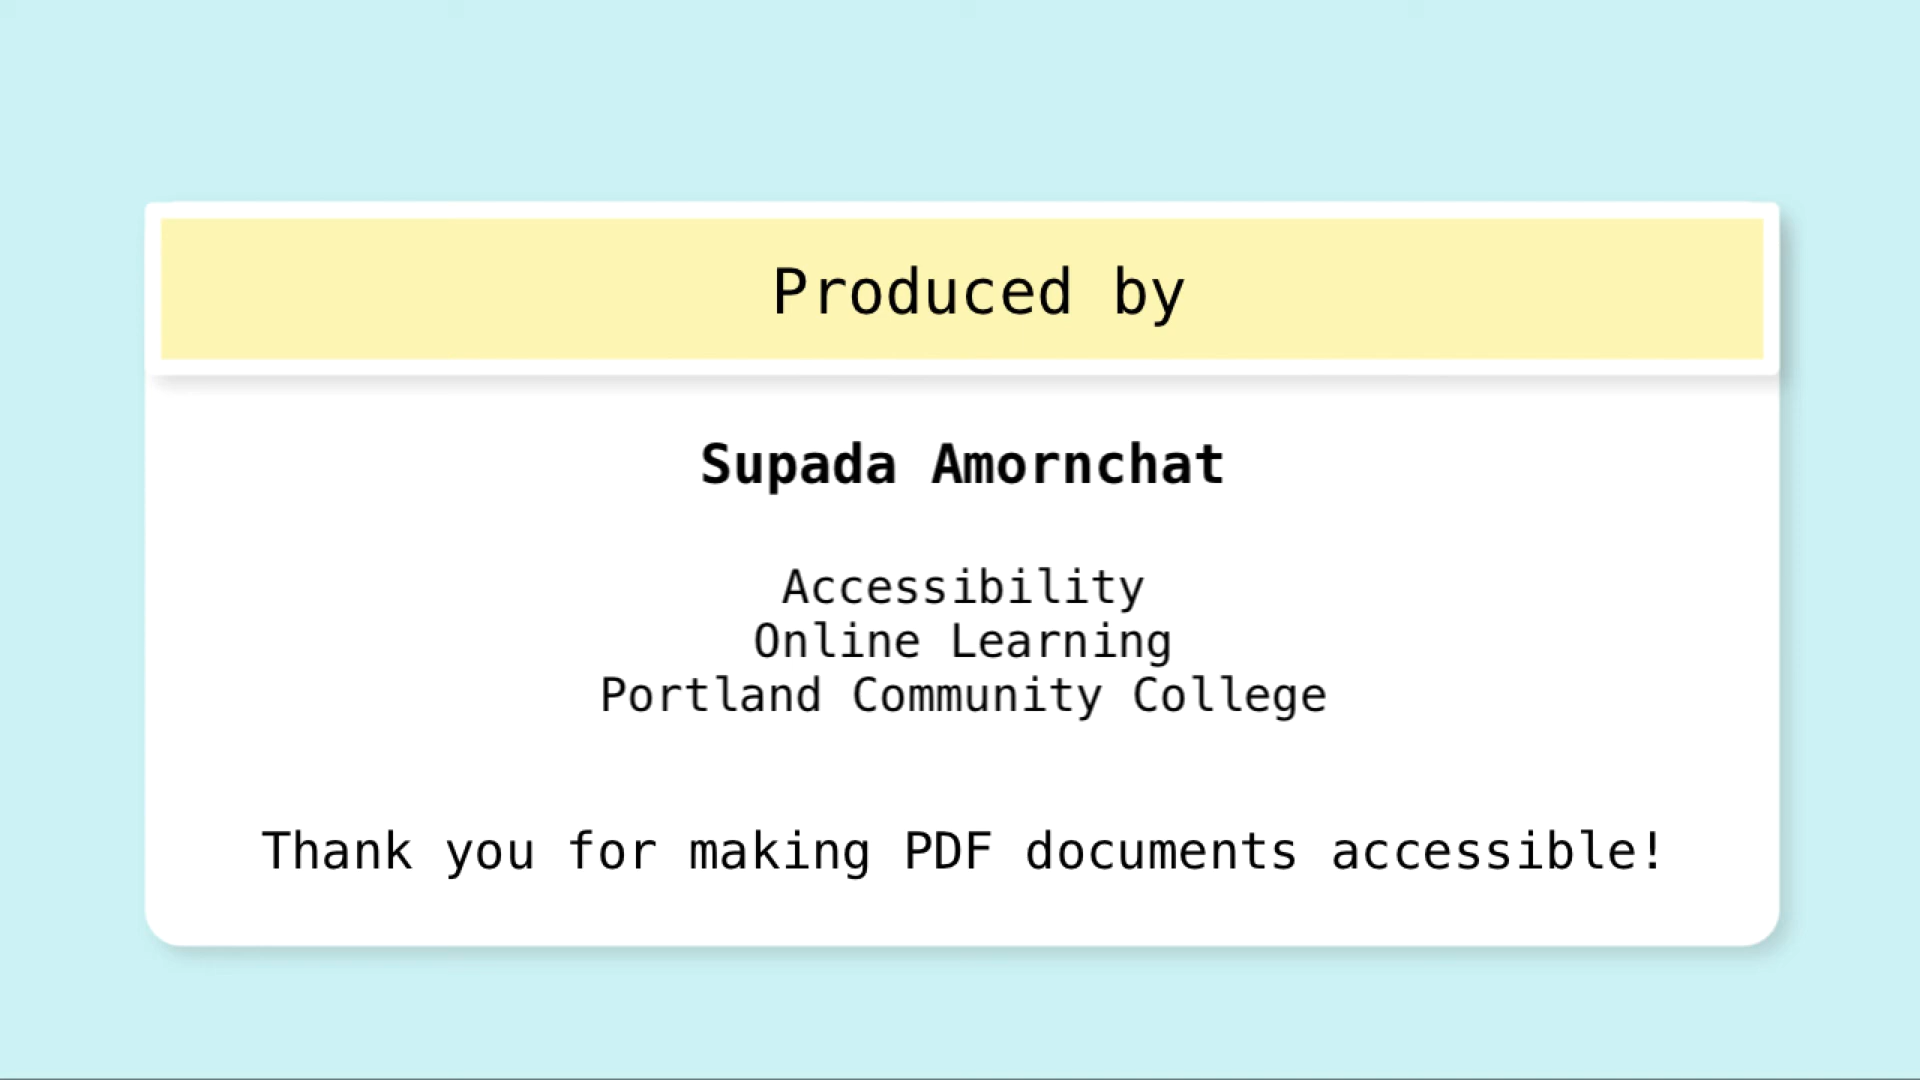 Produced by
Supada Amornchat
Accessibility
Online Learning
Portland Community College
Thank you for making PDF documents accessible!